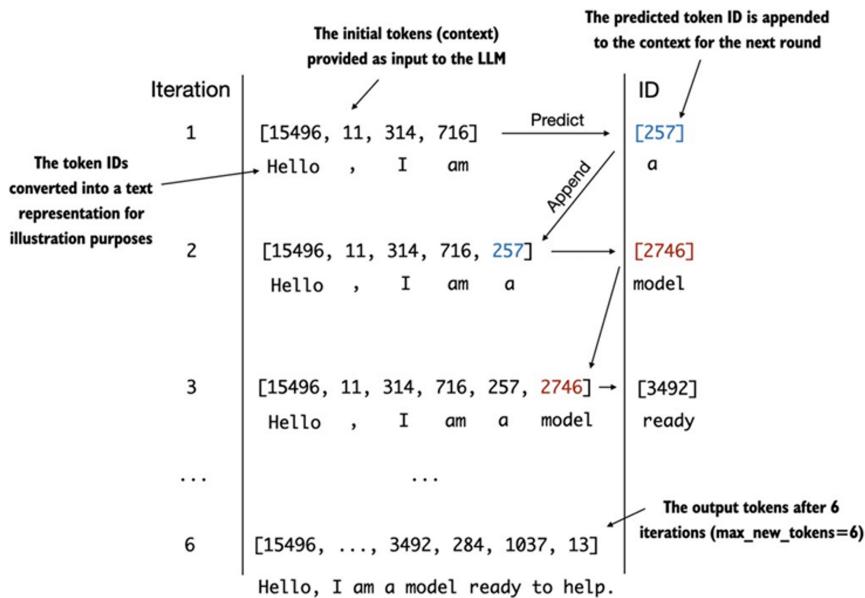 The initial tokens (context)
provided as input to the LLM
The predicted token ID is appended
to the context for the next round
Iteration
ID
1
[15496, 11, 314, 716]
Predict
[257]
Hello , I am
a
The token IDs
converted into a text
representation for
illustration purposes
Append
2
[15496, 11, 314, 716, 257]
[2746]
Hello , I am a
model
3
[15496, 11, 314, 716, 257, 2746]
[3492]
Hello , I am a model
ready
...
...
The output tokens after 6
iterations (max_new_tokens=6)
6
[15496, ..., 3492, 284, 1037, 13]
Hello, I am a model ready to help.